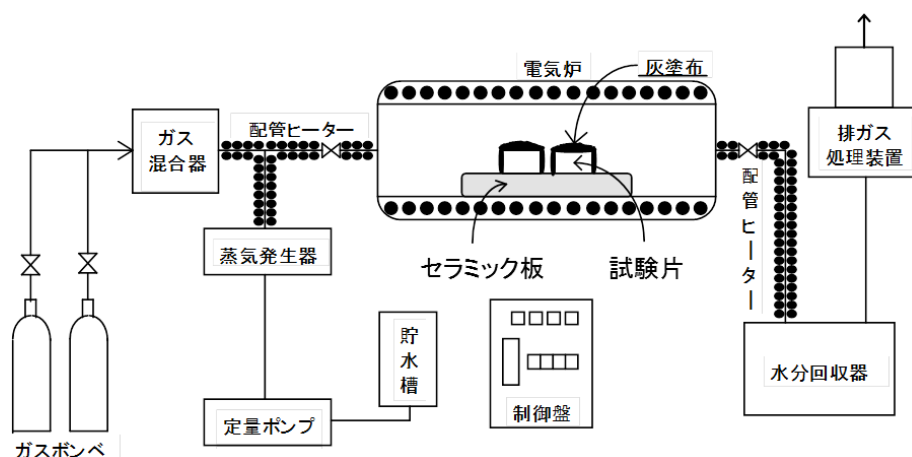 電気炉
灰塗布
ガス
混合器
配管ヒーター
排ガス
処理装置
配管ヒーター
蒸気発生器
セラミック板
試験片
貯水槽
水分回収器
定量ポンプ
制御盤
ガスボンベ